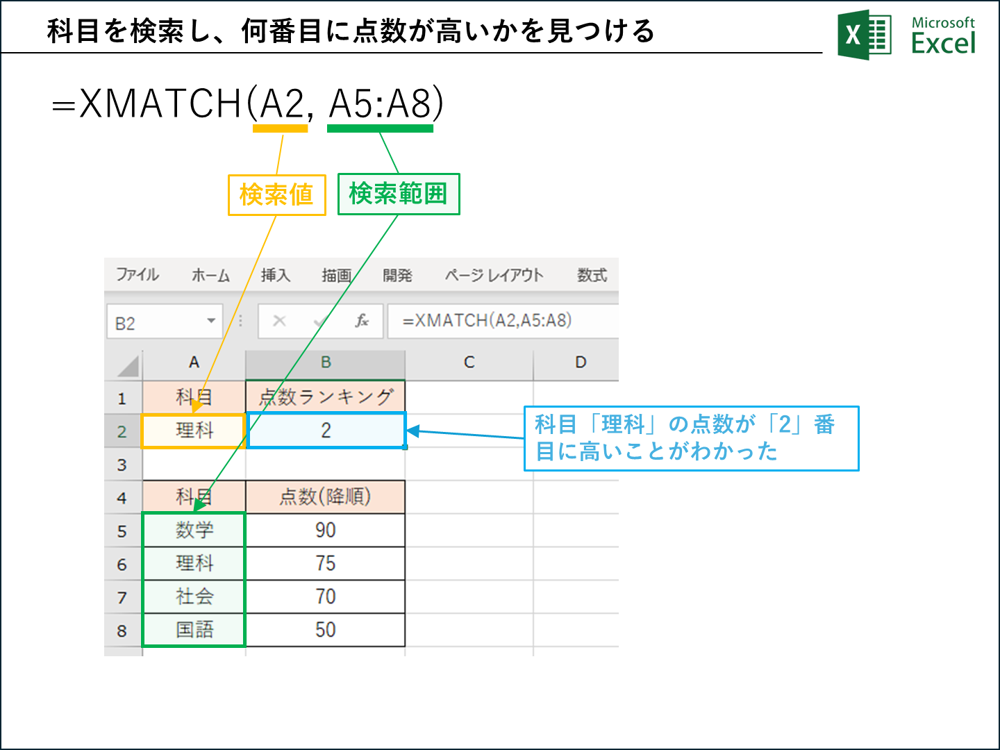 科目を検索し、何番目に点数が高いかを見つける
Microsoft
Excel
=XMATCH(A2, A5:A8)
検索値
検索範囲
ファイル ホーム 挿入 描画 開発 ページ レイアウト 数式
B2 fx =XMATCH(A2,A5:A8)
A B C D
1 科目 点数ランキング
2 理科 2
科目「理科」の点数が「2」番
目に高いことがわかった
3
4 科目 点数(降順)
5 数学 90
6 理科 75
7 社会 70
8 国語 50